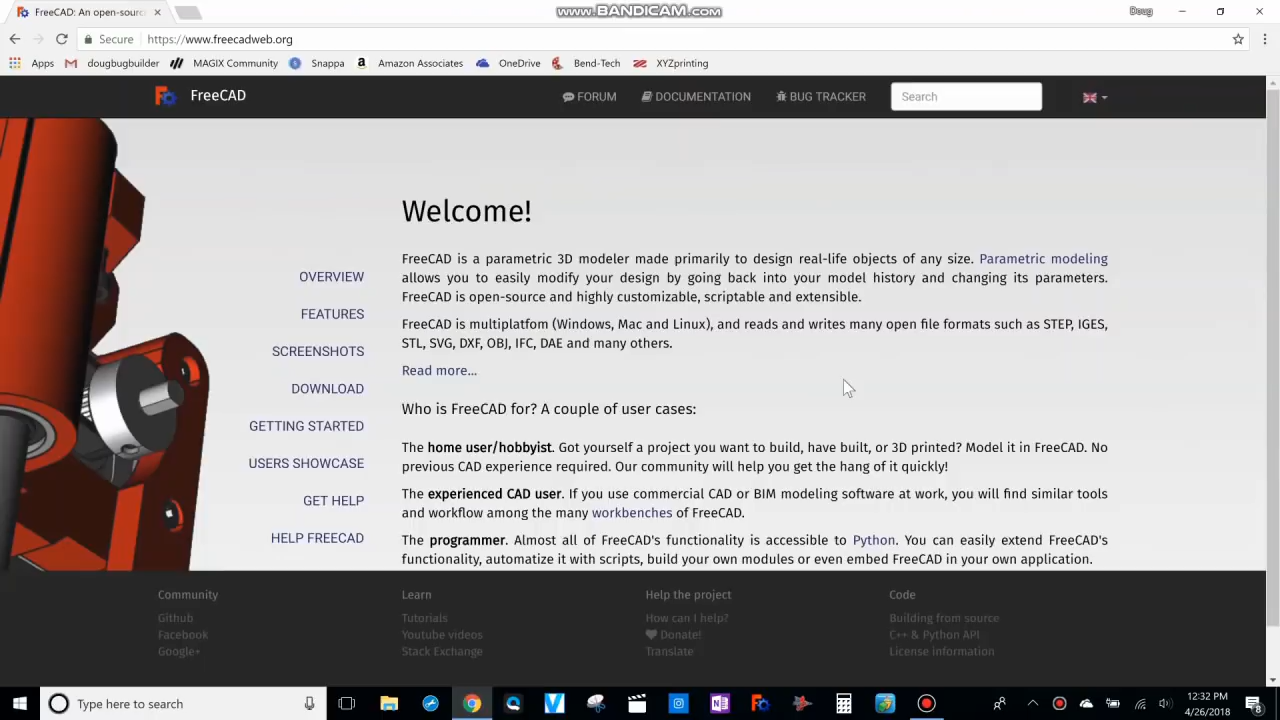 FreeCAD: An open-sourc
www.BANDICAM.com
Doug
Secure
https://www.freecadweb.org
Apps
dougbugbuilder
MAGIX Community
Snappa
Amazon Associates
OneDrive
Bend-Tech
XYZprinting
FreeCAD
FORUM
DOCUMENTATION
BUG TRACKER
Search
Welcome!
FreeCAD is a parametric 3D modeler made primarily to design real-life objects of any size. Parametric modeling
allows you to easily modify your design by going back into your model history and changing its parameters.
FreeCAD is open-source and highly customizable, scriptable and extensible.
FreeCAD is multiplatfom (Windows, Mac and Linux), and reads and writes many open file formats such as STEP, IGES,
STL, SVG, DXF, OBJ, IFC, DAE and many others.
Read more...
Who is FreeCAD for? A couple of user cases:
The home user/hobbyist. Got yourself a project you want to build, have built, or 3D printed? Model it in FreeCAD. No
previous CAD experience required. Our community will help you get the hang of it quickly!
The experienced CAD user. If you use commercial CAD or BIM modeling software at work, you will find similar tools
and workflow among the many workbenches of FreeCAD.
The programmer. Almost all of FreeCAD's functionality is accessible to Python. You can easily extend FreeCAD's
functionality, automatize it with scripts, build your own modules or even embed FreeCAD in your own application.
OVERVIEW
FEATURES
SCREENSHOTS
DOWNLOAD
GETTING STARTED
USERS SHOWCASE
GET HELP
HELP FREECAD
Community
Github
Facebook
Google+
Learn
Tutorials
Youtube videos
Stack Exchange
Help the project
How can I help?
Donate!
Translate
Code
Building from source
C++ & Python API
License information
Type here to search
12:32 PM
4/26/2018